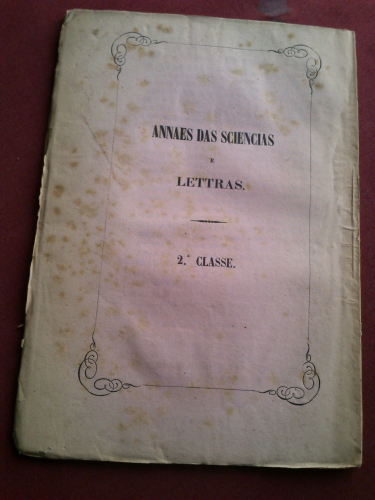 ANNAES DAS SCIENCIAS
E
LETTRAS.
2.ª CLASSE.